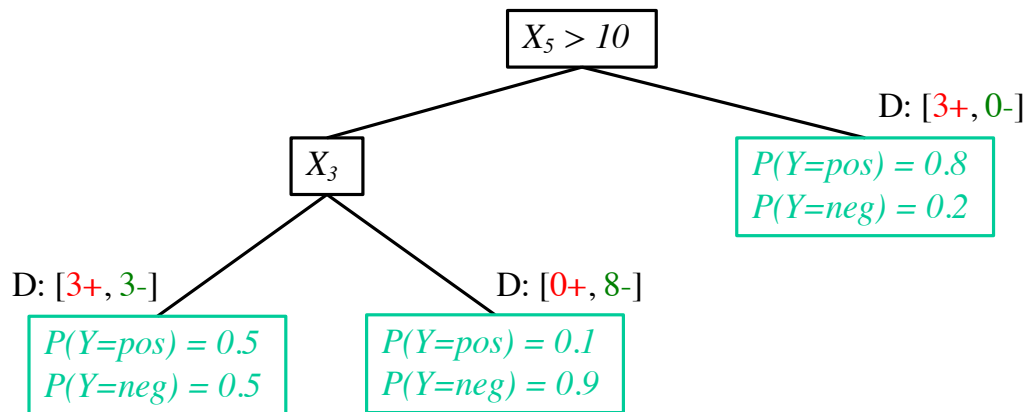 X₅ > 10
D: [3+, 0-]
X₃
P(Y=pos) = 0.8
P(Y=neg) = 0.2
D: [3+, 3-]
D: [0+, 8-]
P(Y=pos) = 0.5
P(Y=neg) = 0.5
P(Y=pos) = 0.1
P(Y=neg) = 0.9